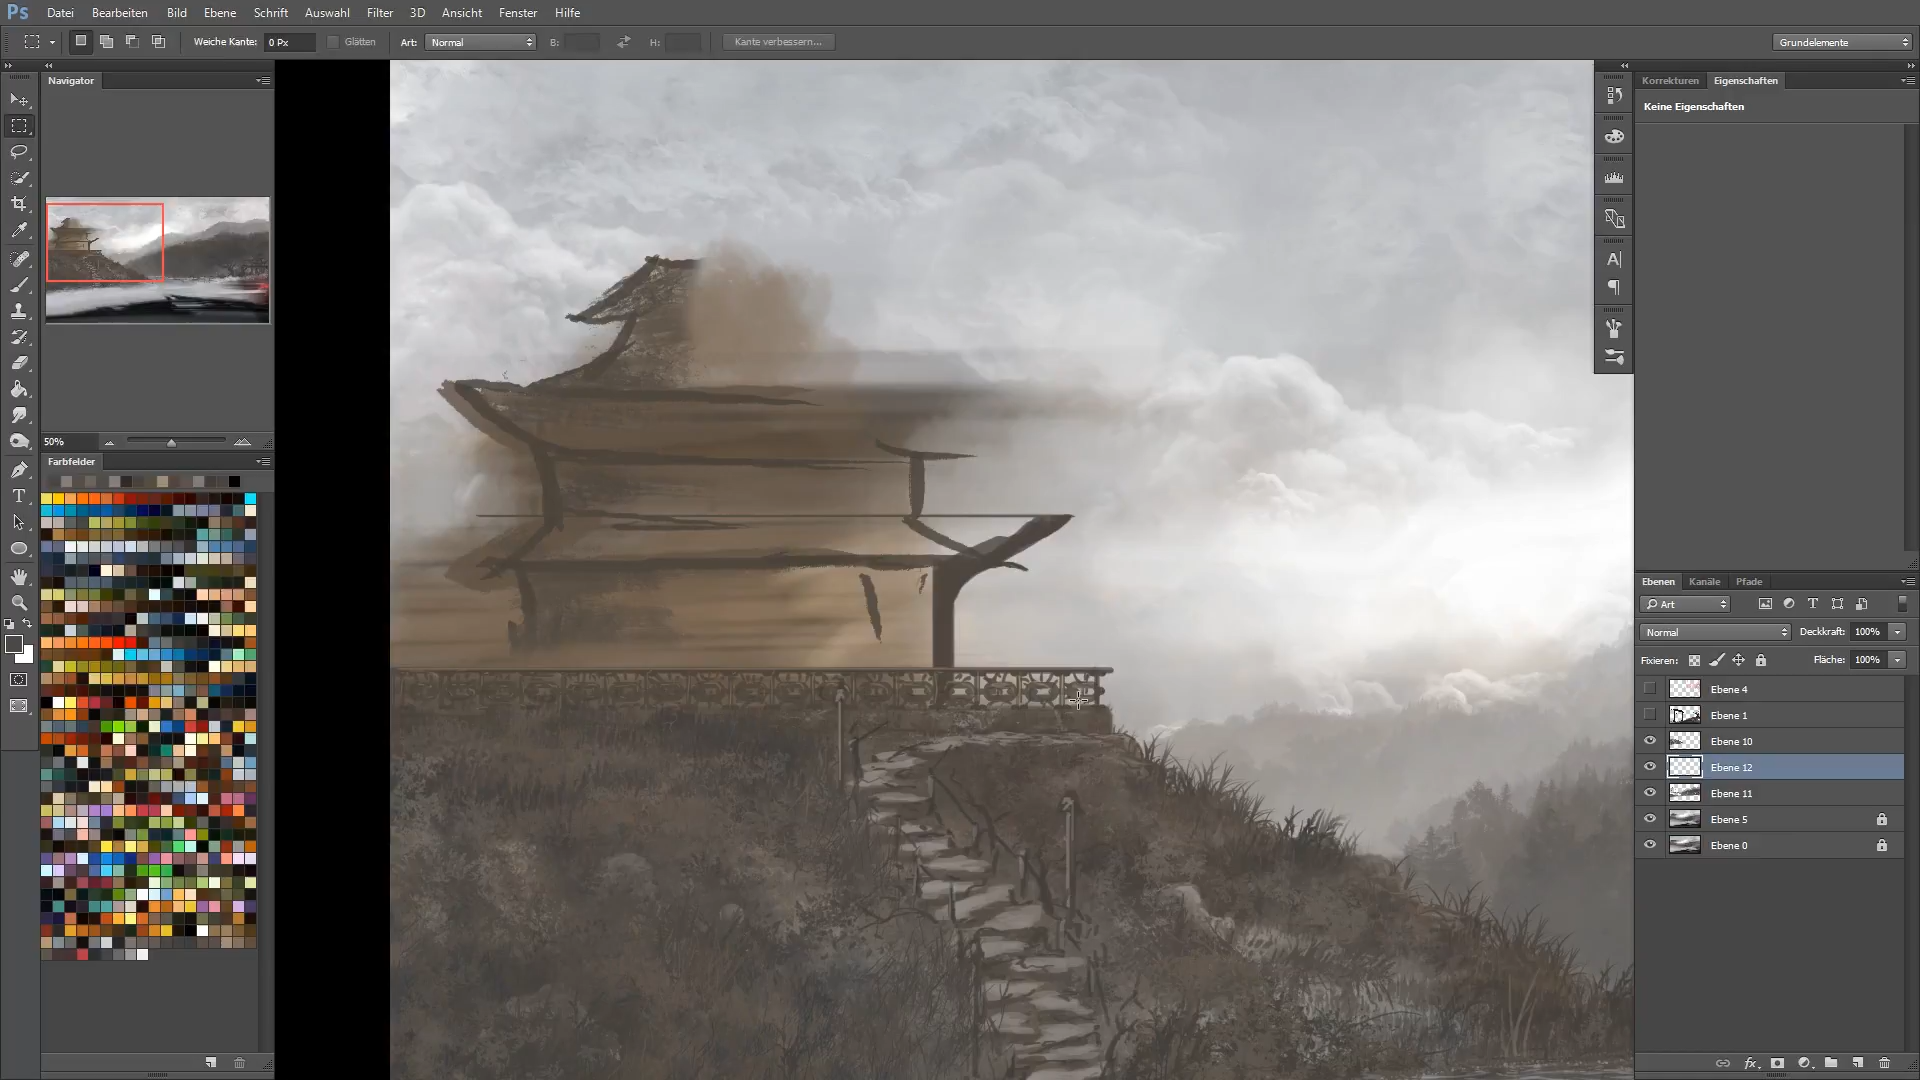 Ps Datei Bearbeiten Bild Ebene Schrift Auswahl Filter 3D Ansicht Fenster Hilfe
Weiche Kante: 0 Px Glätten Art: Normal B: H: Kante verbessern... Grundelemente
Navigator
Korrekturen Eigenschaften
Keine Eigenschaften
50%
Farbfelder
Ebenen Kanäle Pfade
Art
Normal Deckkraft: 100%
Fixieren: Fläche: 100%
Ebene 4
Ebene 1
Ebene 10
Ebene 12
Ebene 11
Ebene 5
Ebene 0